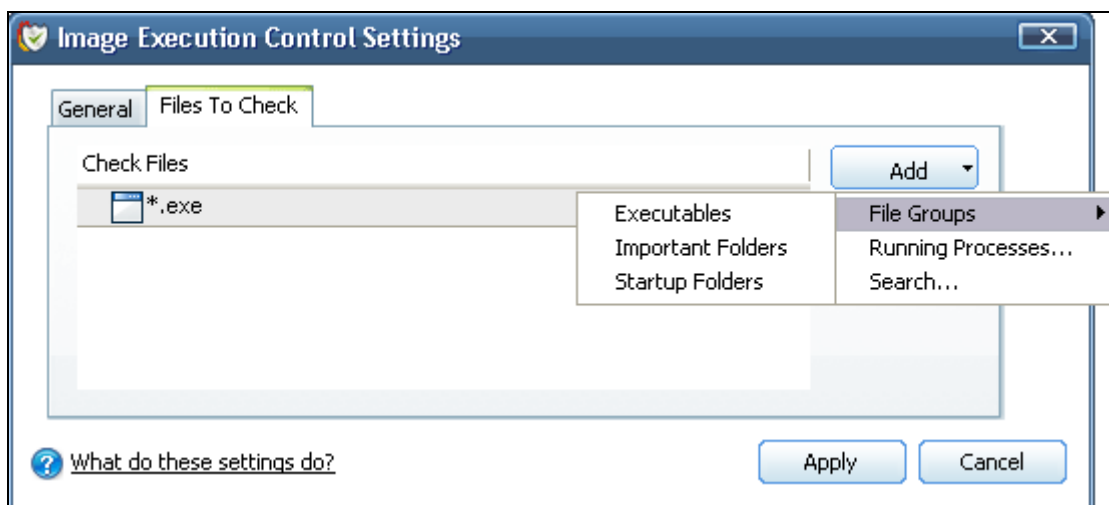 Image Execution Control Settings
General
Files To Check
Check Files
Add
*.exe
Executables
Important Folders
Startup Folders
File Groups
Running Processes...
Search...
What do these settings do?
Apply
Cancel